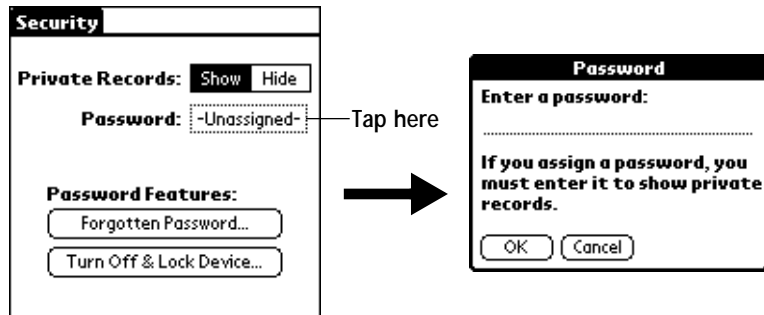 Security
Private Records: Show Hide
Password: -Unassigned-
Tap here
Password Features:
Forgotten Password...
Turn Off & Lock Device...
Password
Enter a password:
If you assign a password, you
must enter it to show private
records.
OK Cancel